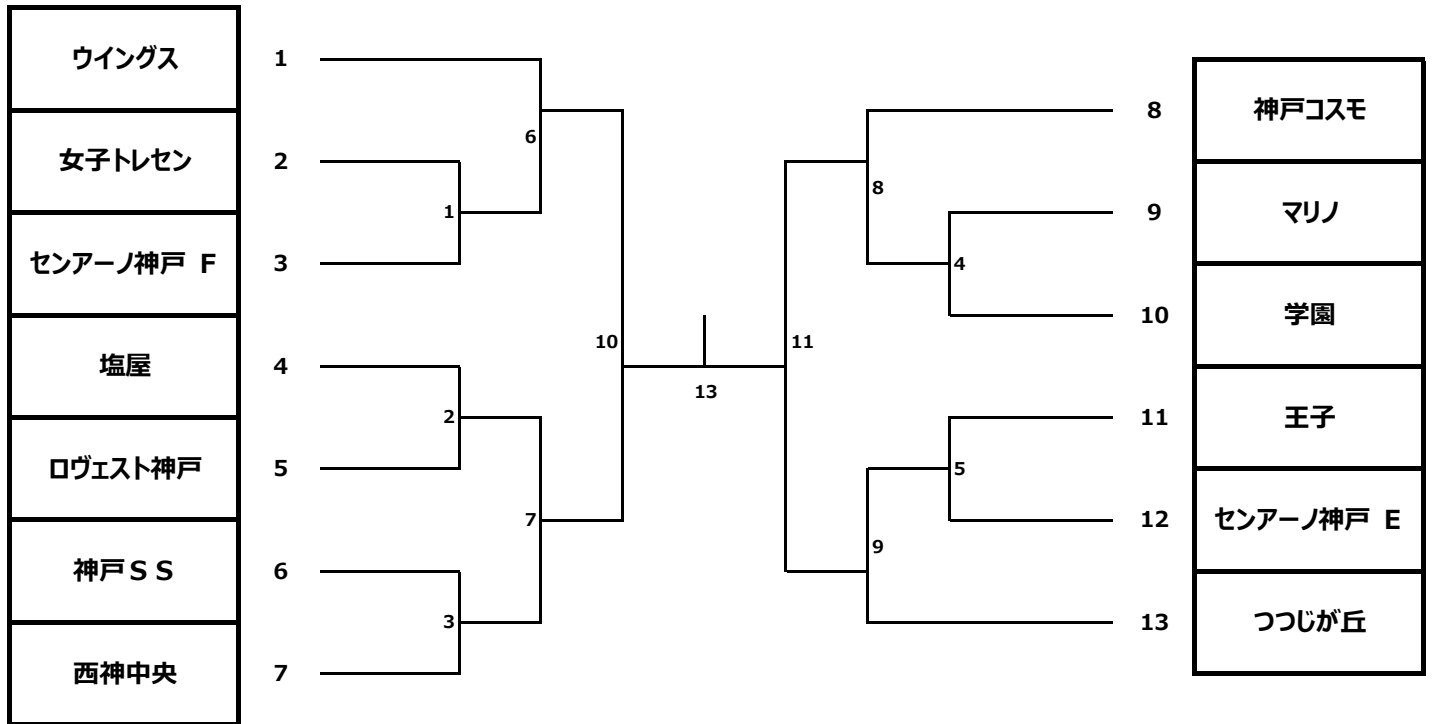 ウイングス 1
女子トレセン 2
センアーノ神戸 F 3
塩屋 4
ロヴェスト神戸 5
神戸SS 6
西神中央 7
6
1
2
7
3
10
13
11
8
4
5
9
8 神戸コスモ
9 マリノ
10 学園
11 王子
12 センアーノ神戸 E
13 つつじが丘